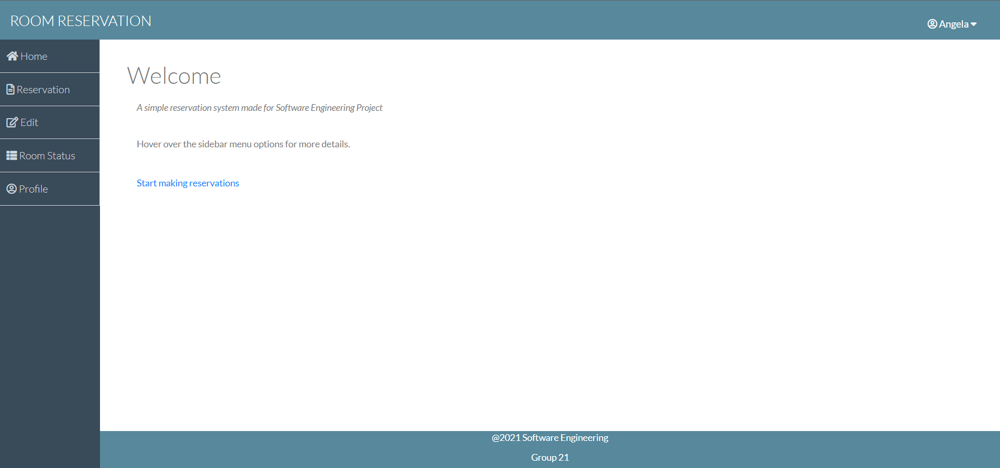 ROOM RESERVATION
Angela
Home
Reservation
Edit
Room Status
Profile
Welcome
A simple reservation system made for Software Engineering Project
Hover over the sidebar menu options for more details.
Start making reservations
@2021 Software Engineering
Group 21